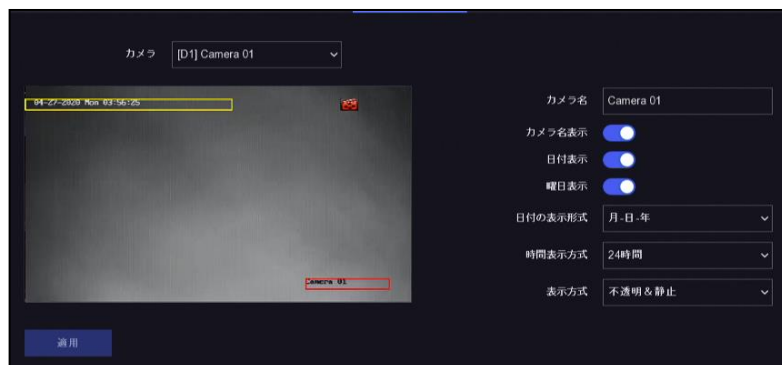 カメラ [D1] Camera 01
04-27-2020 Mon 03:56:25
カメラ名 Camera 01
カメラ名表示
日付表示
曜日表示
日付の表示形式 月-日-年
時間表示方式 24時間
表示方式 不透明＆静止
Camera 01
適用